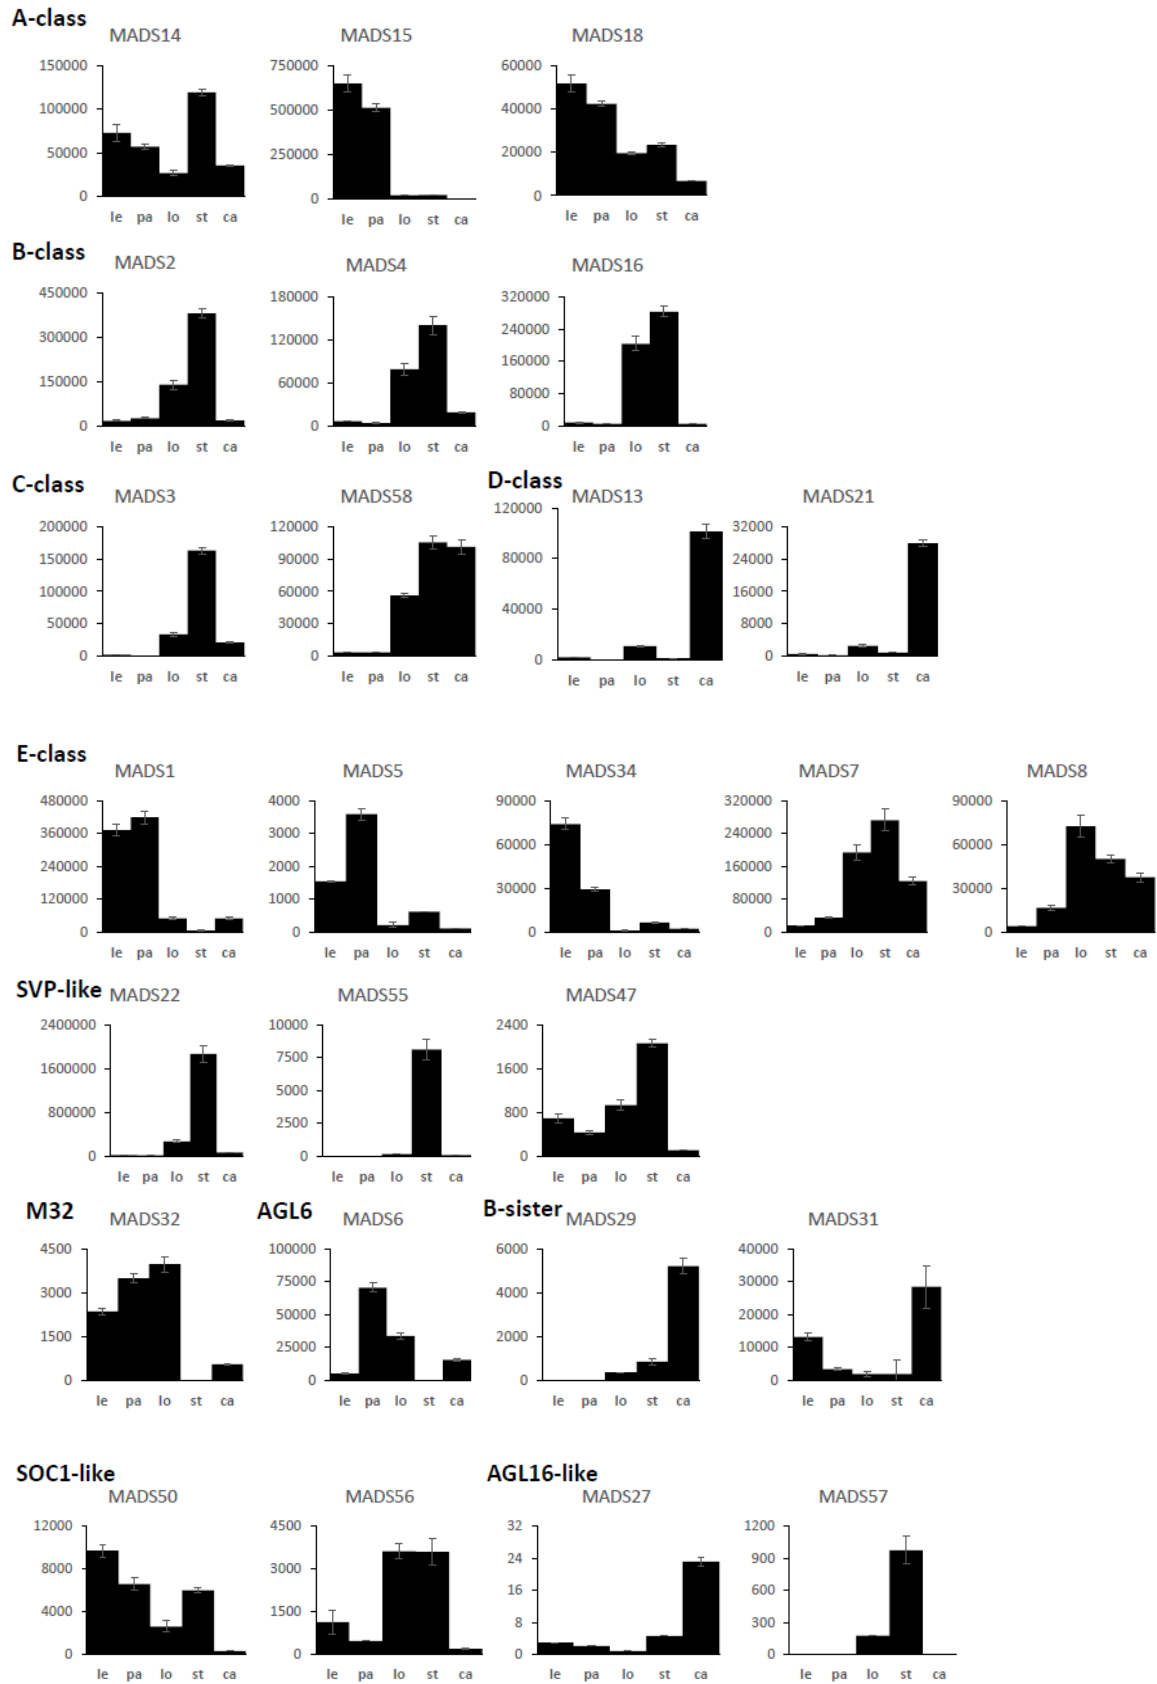 A-class
MADS14 MADS15 MADS18
150000 750000 60000
100000 500000 40000
50000 250000 20000
0 0 0
le pa lo st ca le pa lo st ca le pa lo st ca
B-class
MADS2 MADS4 MADS16
450000 180000 320000
300000 120000 240000
150000 60000 160000
0 0 80000
0
le pa lo st ca le pa lo st ca le pa lo st ca
C-class D-class
MADS3 MADS58 MADS13 MADS21
200000 120000 120000 32000
150000 90000 80000 24000
100000 60000 40000 16000
50000 30000 0 8000
0 0 0
le pa lo st ca le pa lo st ca le pa lo st ca le pa lo st ca
E-class
MADS1 MADS5 MADS34 MADS7 MADS8
480000 4000 90000 320000 90000
360000 3000 60000 240000 60000
240000 2000 30000 160000 30000
120000 1000 0 80000 0
0 0 0
le pa lo st ca le pa lo st ca le pa lo st ca le pa lo st ca le pa lo st ca
SVP-like
MADS22 MADS55 MADS47
2400000 10000 2400
1600000 7500 1600
800000 5000 800
0 2500 0
0
le pa lo st ca le pa lo st ca le pa lo st ca
M32 AGL6 B-sister
MADS32 MADS6 MADS29 MADS31
4500 100000 6000 40000
3000 75000 4000 30000
1500 50000 2000 20000
0 25000 0 10000
0 0
le pa lo st ca le pa lo st ca le pa lo st ca le pa lo st ca
SOC1-like AGL16-like
MADS50 MADS56 MADS27 MADS57
12000 4500 32 1200
8000 3000 24 900
4000 1500 16 600
0 0 8 300
0 0
le pa lo st ca le pa lo st ca le pa lo st ca le pa lo st ca